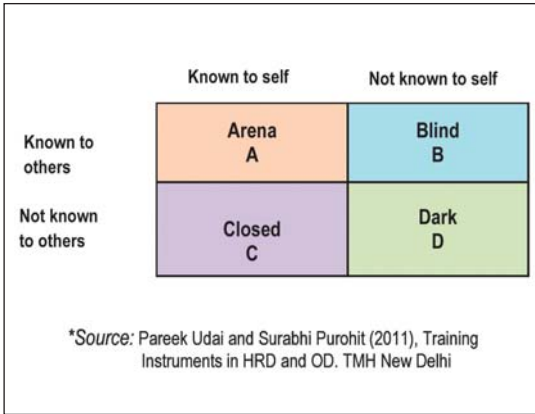 Known to self
Not known to self
Known to
others
Arena
A
Blind
B
Not known
to others
Closed
C
Dark
D
*Source: Pareek Udai and Surabhi Purohit (2011), Training
Instruments in HRD and OD. TMH New Delhi